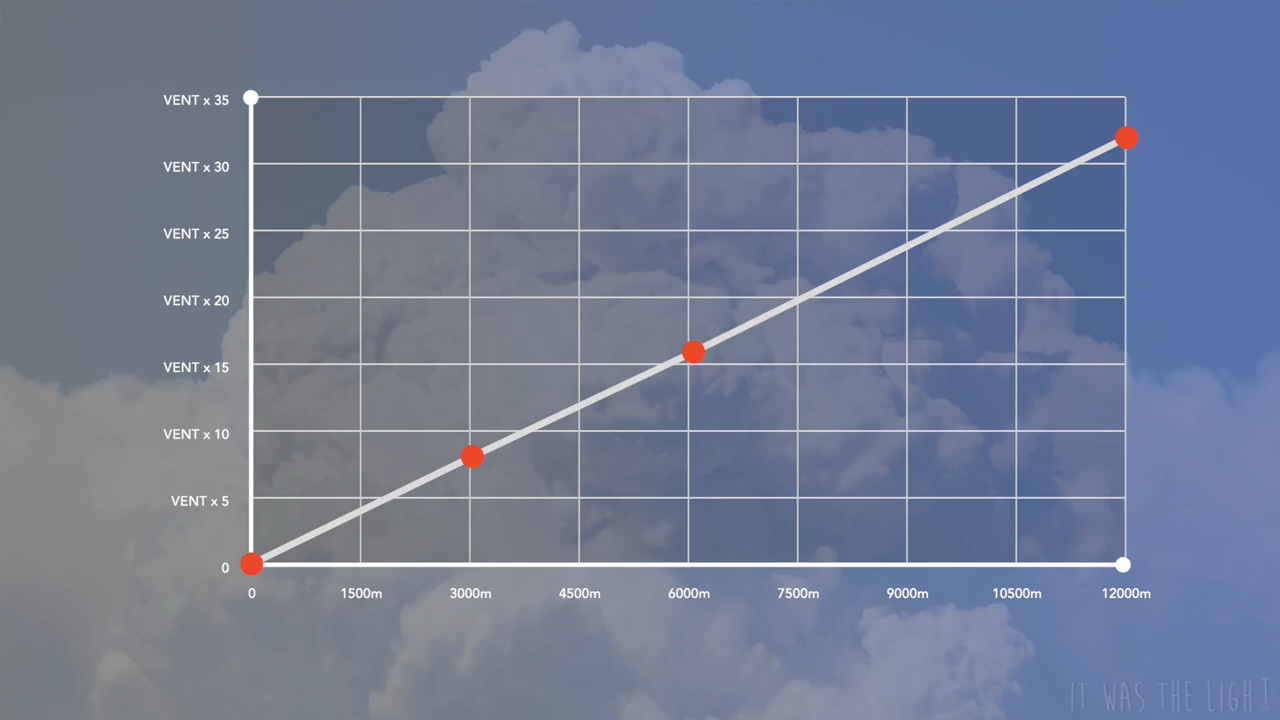 VENT x 35
VENT x 30
VENT x 25
VENT x 20
VENT x 15
VENT x 10
VENT x 5
0
0 1500m 3000m 4500m 6000m 7500m 9000m 10500m 12000m
IT WAS THE LIGHT